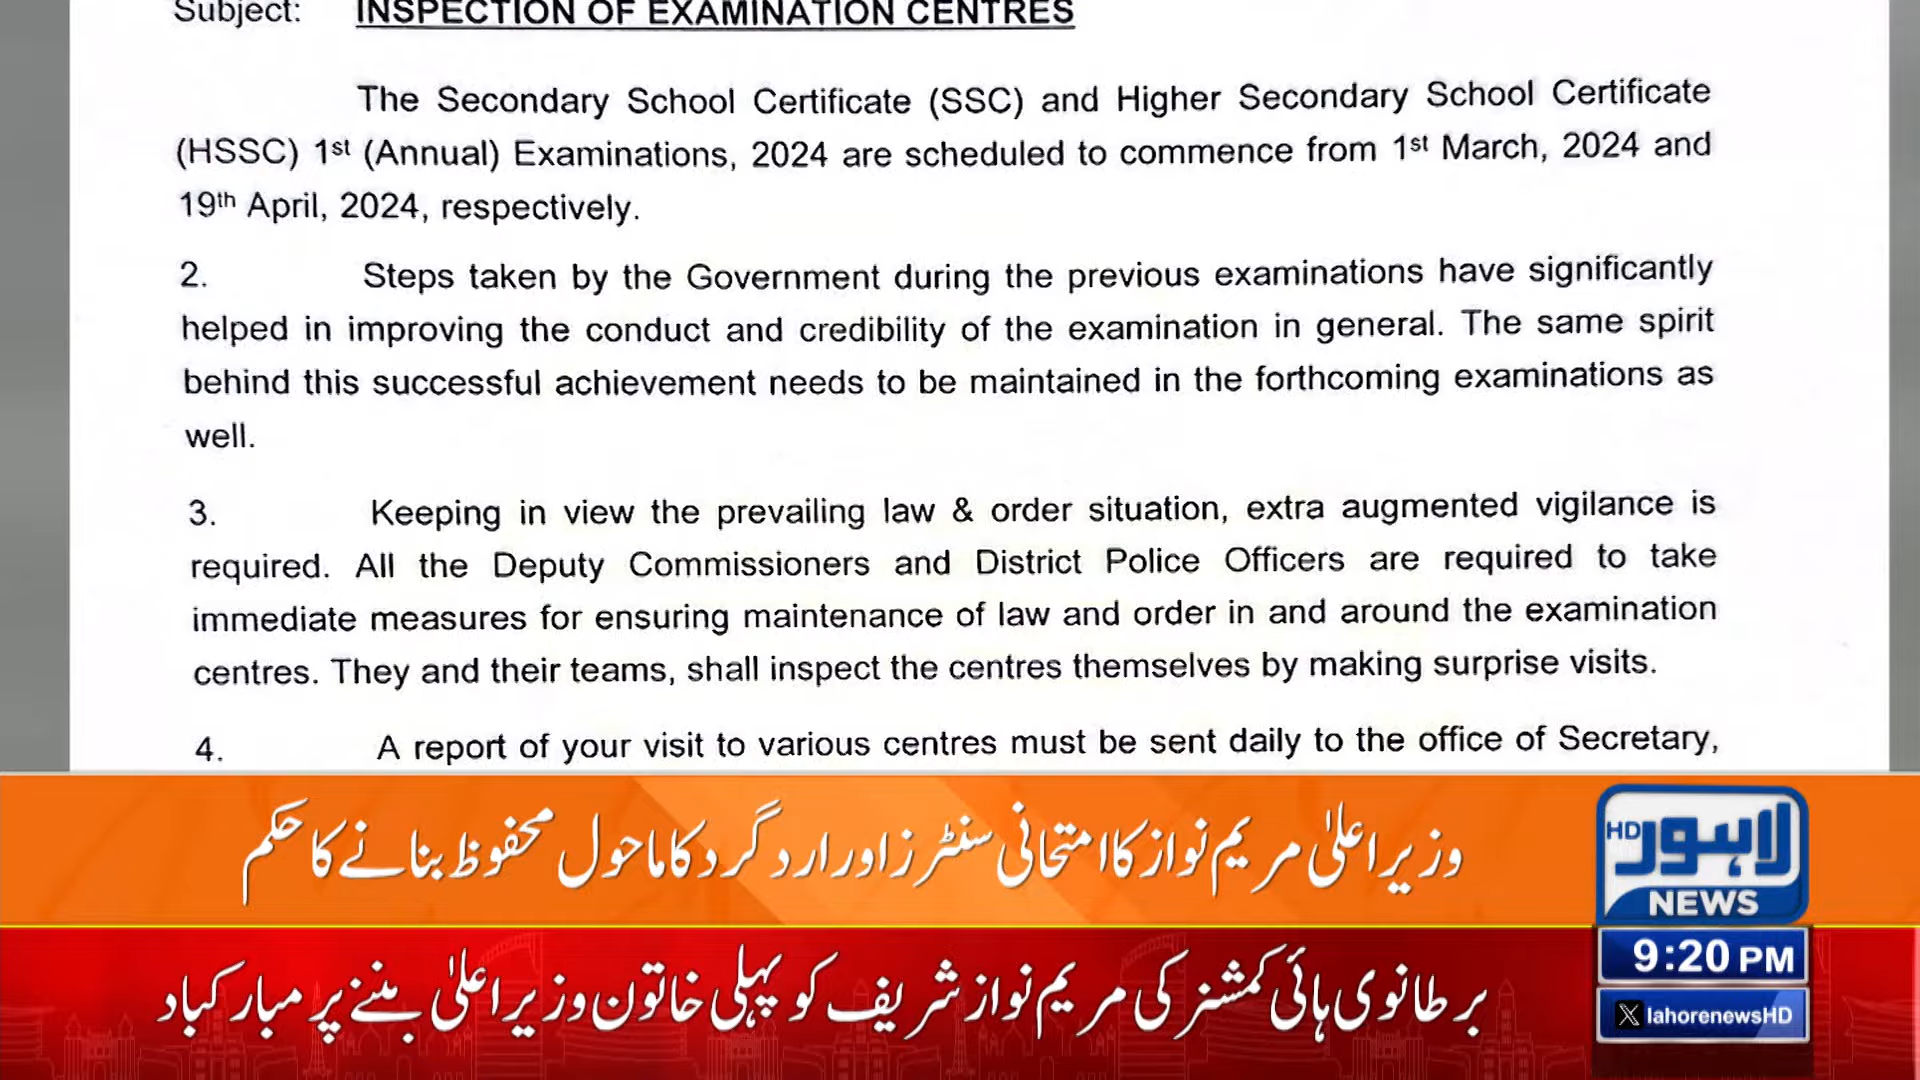 Subject: INSPECTION OF EXAMINATION CENTRES
The Secondary School Certificate (SSC) and Higher Secondary School Certificate
(HSSC) 1st (Annual) Examinations, 2024 are scheduled to commence from 1st March, 2024 and
19th April, 2024, respectively.
2. Steps taken by the Government during the previous examinations have significantly
helped in improving the conduct and credibility of the examination in general. The same spirit
behind this successful achievement needs to be maintained in the forthcoming examinations as
well.
3. Keeping in view the prevailing law & order situation, extra augmented vigilance is
required. All the Deputy Commissioners and District Police Officers are required to take
immediate measures for ensuring maintenance of law and order in and around the examination
centres. They and their teams, shall inspect the centres themselves by making surprise visits.
4. A report of your visit to various centres must be sent daily to the office of Secretary,
وزیراعلیٰ مریم نواز کا امتحانی سنٹرز اور ارد گرد کا ماحول محفوظ بنانے کا حکم
لاہور HD
NEWS
9:20 PM
برطانوی ہائی کمشنر کی مریم نواز شریف کو پہلی خاتون وزیراعلیٰ بننے پر مبارکباد
X lahorenewsHD